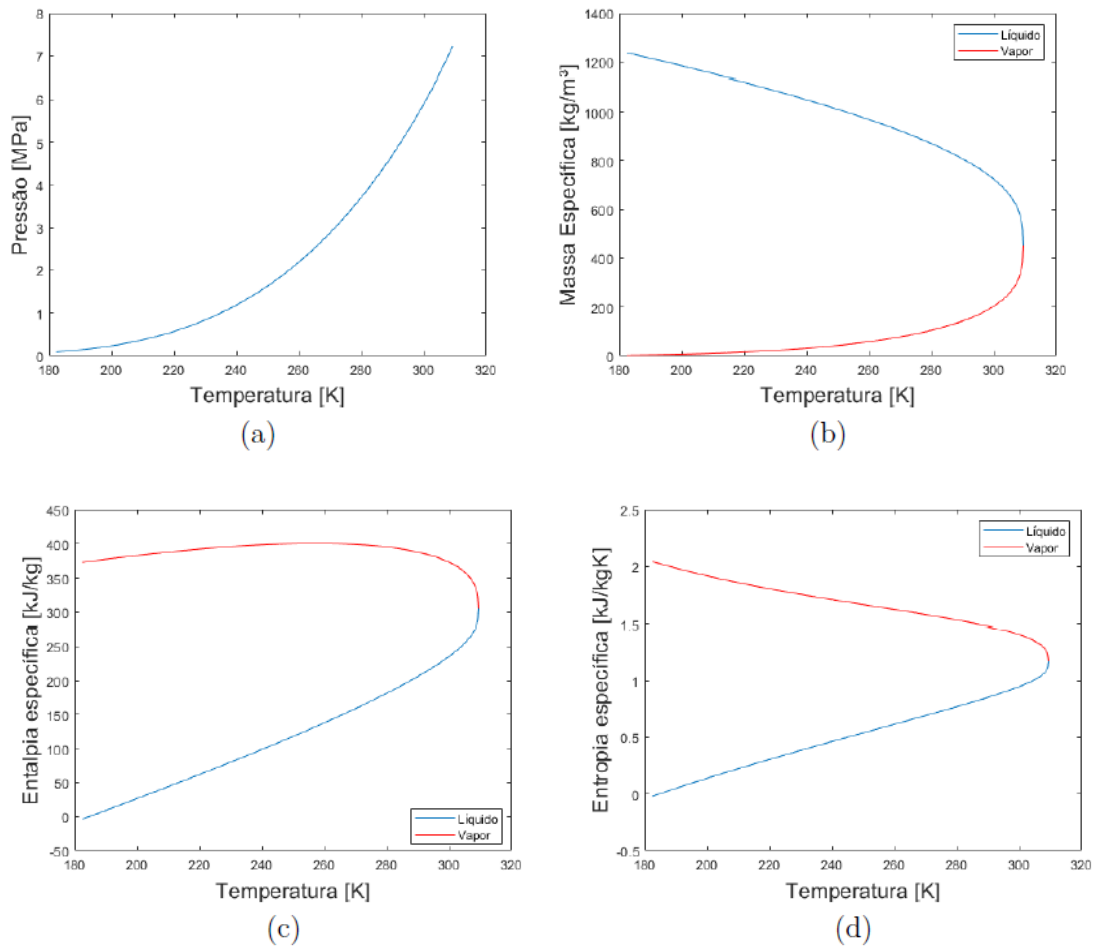 8
7
6
5
4
3
2
1
0
Pressão [MPa]
180 200 220 240 260 280 300 320
Temperatura [K]
(a)
1400
1200
1000
800
600
400
200
0
Massa Específica [kg/m³]
Líquido
Vapor
180 200 220 240 260 280 300 320
Temperatura [K]
(b)
450
400
350
300
250
200
150
100
50
0
-50
Entalpia específica [kJ/kg]
Líquido
Vapor
180 200 220 240 260 280 300 320
Temperatura [K]
(c)
2.5
2
1.5
1
0.5
0
-0.5
Entropia específica [kJ/kgK]
Líquido
Vapor
180 200 220 240 260 280 300 320
Temperatura [K]
(d)